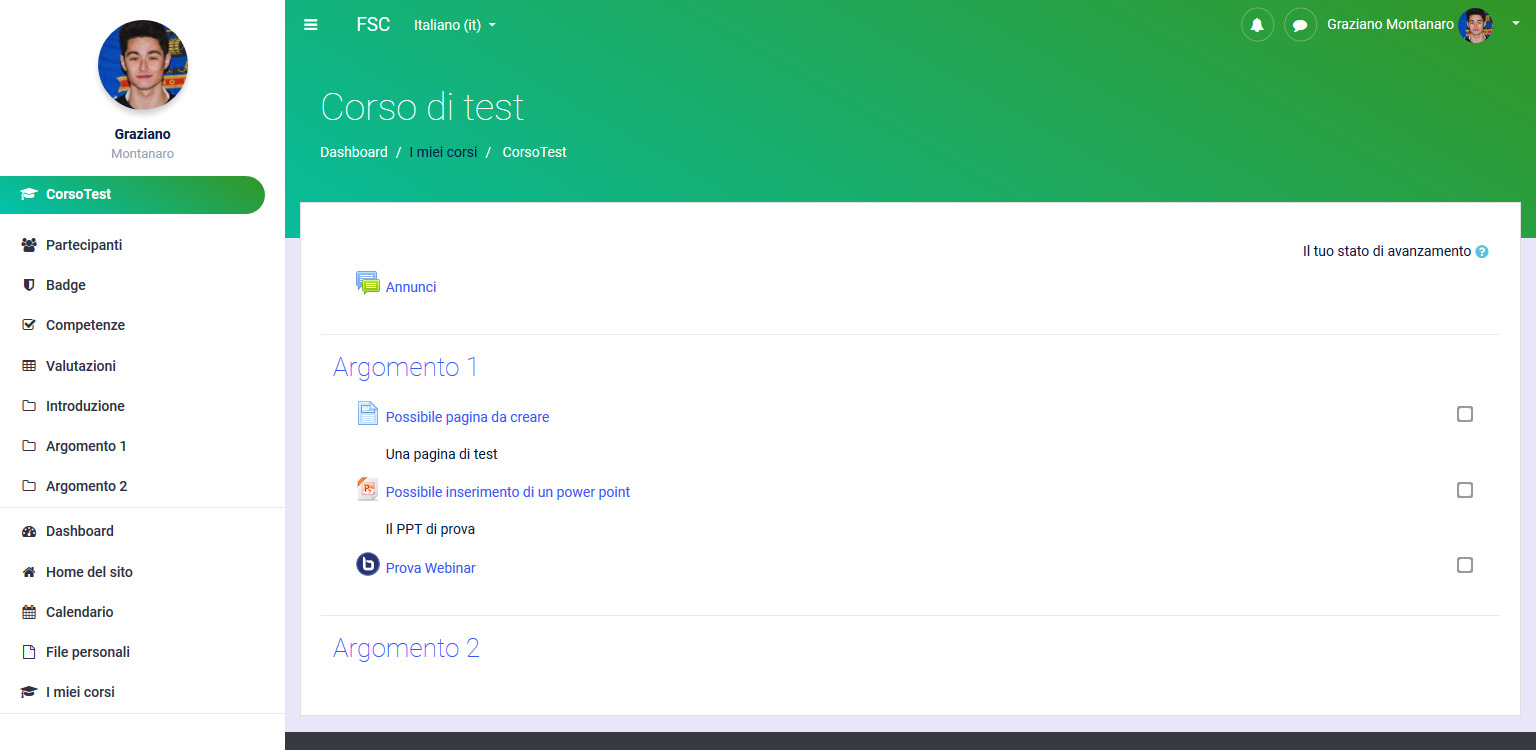 Graziano
Montanaro
CorsoTest
Partecipanti
Badge
Competenze
Valutazioni
Introduzione
Argomento 1
Argomento 2
Dashboard
Home del sito
Calendario
File personali
I miei corsi
FSC Italiano (it)
Graziano Montanaro
Corso di test
Dashboard / I miei corsi / CorsoTest
Il tuo stato di avanzamento ?
Annunci
Argomento 1
Possibile pagina da creare
Una pagina di test
Possibile inserimento di un power point
Il PPT di prova
b Prova Webinar
Argomento 2